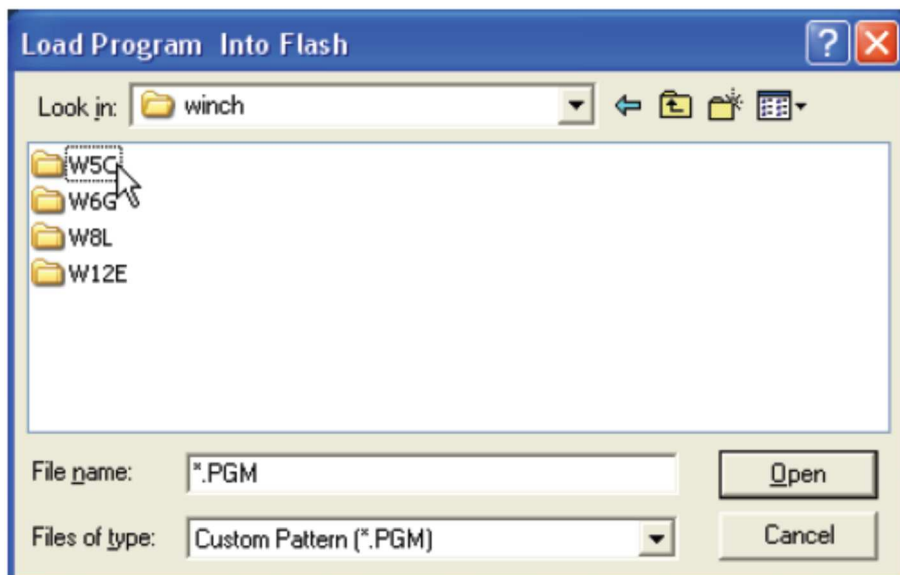 Load Program Into Flash
Look in: winch
W5C
W6G
W8L
W12E
File name: *.PGM Open
Files of type: Custom Pattern (*.PGM) Cancel